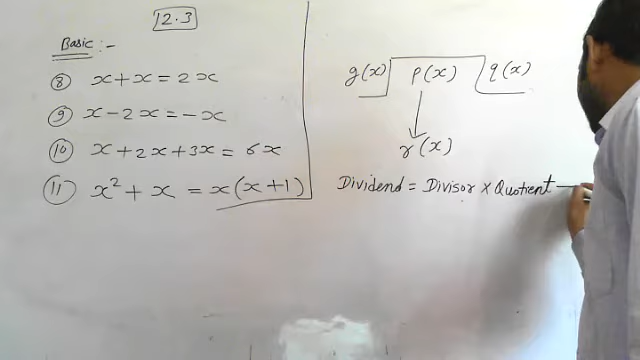 12.3
Basic :-
(8) x + x = 2x
(9) x - 2x = -x
(10) x + 2x + 3x = 6x
(11) x² + x = x(x+1)
g(x) p(x) q(x)
r(x)
Dividend = Divisor × Quotient